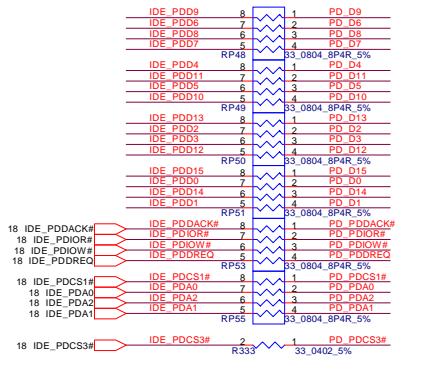 IDE_PDD9 8 1 PD_D9
IDE_PDD6 7 2 PD_D6
IDE_PDD8 6 3 PD_D8
IDE_PDD7 5 4 PD_D7
RP48 33_0804_8P4R_5%
IDE_PDD4 8 1 PD_D4
IDE_PDD11 7 2 PD_D11
IDE_PDD5 6 3 PD_D5
IDE_PDD10 5 4 PD_D10
RP49 33_0804_8P4R_5%
IDE_PDD13 8 1 PD_D13
IDE_PDD2 7 2 PD_D2
IDE_PDD3 6 3 PD_D3
IDE_PDD12 5 4 PD_D12
RP50 33_0804_8P4R_5%
IDE_PDD15 8 1 PD_D15
IDE_PDD0 7 2 PD_D0
IDE_PDD14 6 3 PD_D14
IDE_PDD1 5 4 PD_D1
RP51 33_0804_8P4R_5%
18 IDE_PDDACK# IDE_PDDACK# 8 1 PD_PDDACK#
18 IDE_PDIOR# IDE_PDIOR# 7 2 PD_PDIOR#
18 IDE_PDIOW# IDE_PDIOW# 6 3 PD_PDIOW#
18 IDE_PDDREQ IDE_PDDREQ 5 4 PD_PDDREQ
RP53 33_0804_8P4R_5%
18 IDE_PDCS1# IDE_PDCS1# 8 1 PD_PDCS1#
18 IDE_PDA0 IDE_PDA0 7 2 PD_PDA0
18 IDE_PDA2 IDE_PDA2 6 3 PD_PDA2
18 IDE_PDA1 IDE_PDA1 5 4 PD_PDA1
RP55 33_0804_8P4R_5%
18 IDE_PDCS3# IDE_PDCS3# 2 1 PD_PDCS3#
R333 33_0402_5%